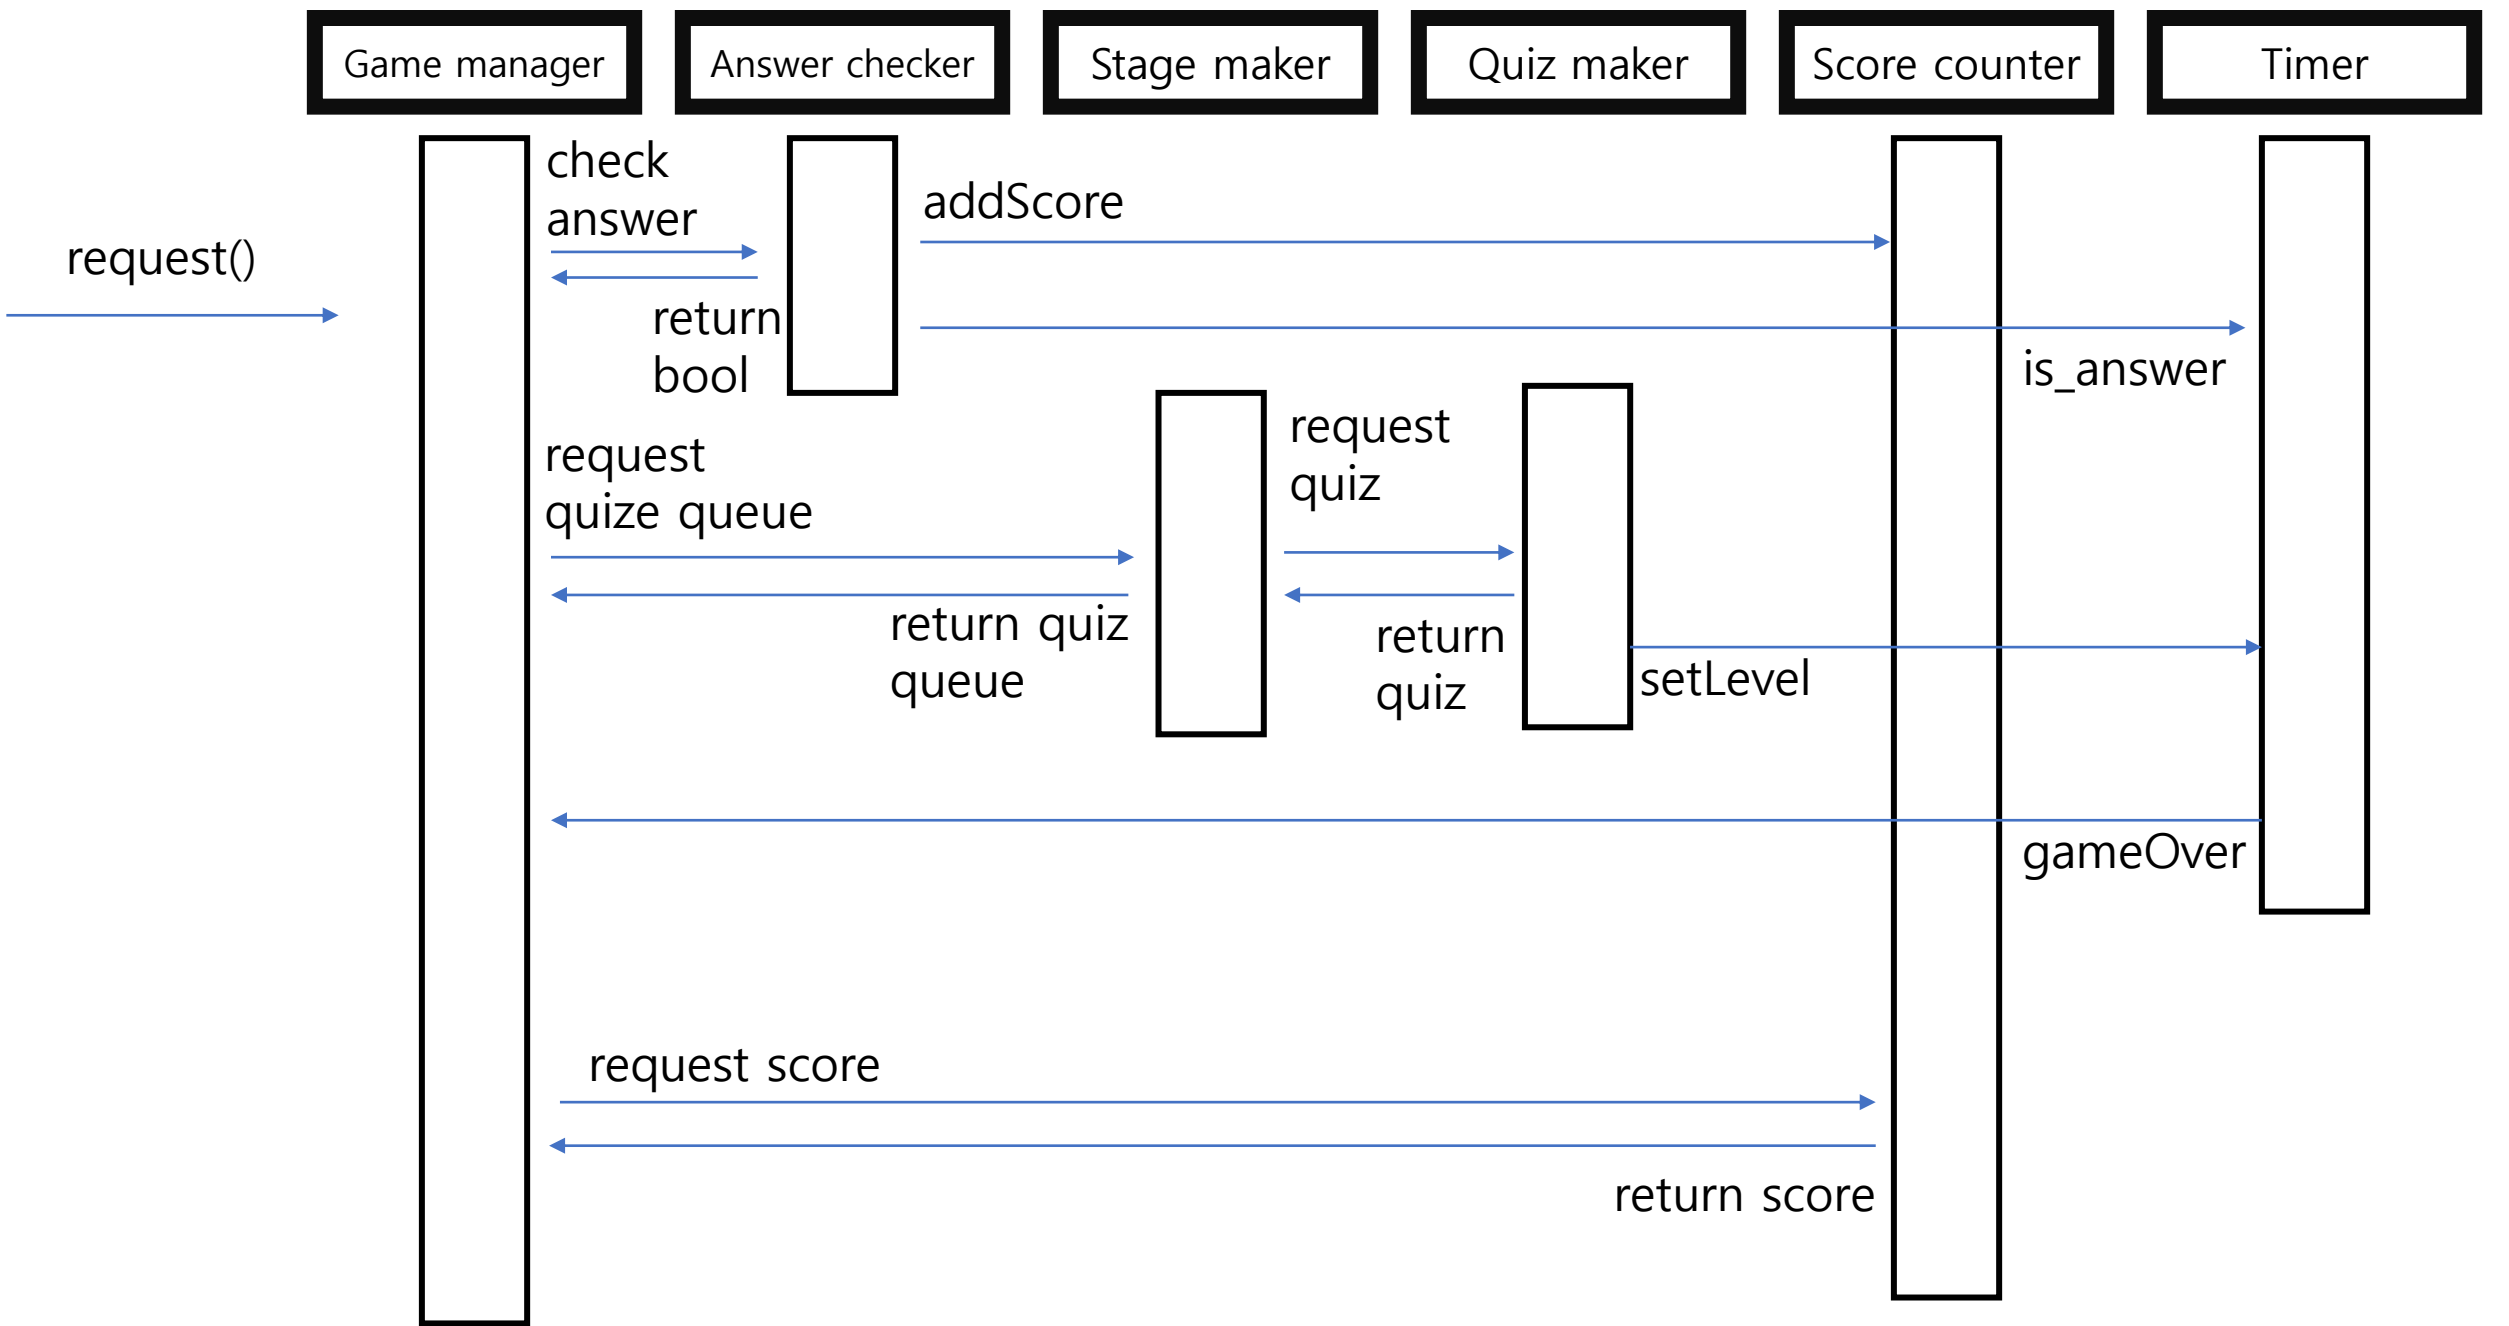 Game manager
Answer checker
Stage maker
Quiz maker
Score counter
Timer
check
answer
addScore
request()
return
bool
is_answer
request
quize queue
request
quiz
return quiz
queue
return
quiz
setLevel
gameOver
request score
return score